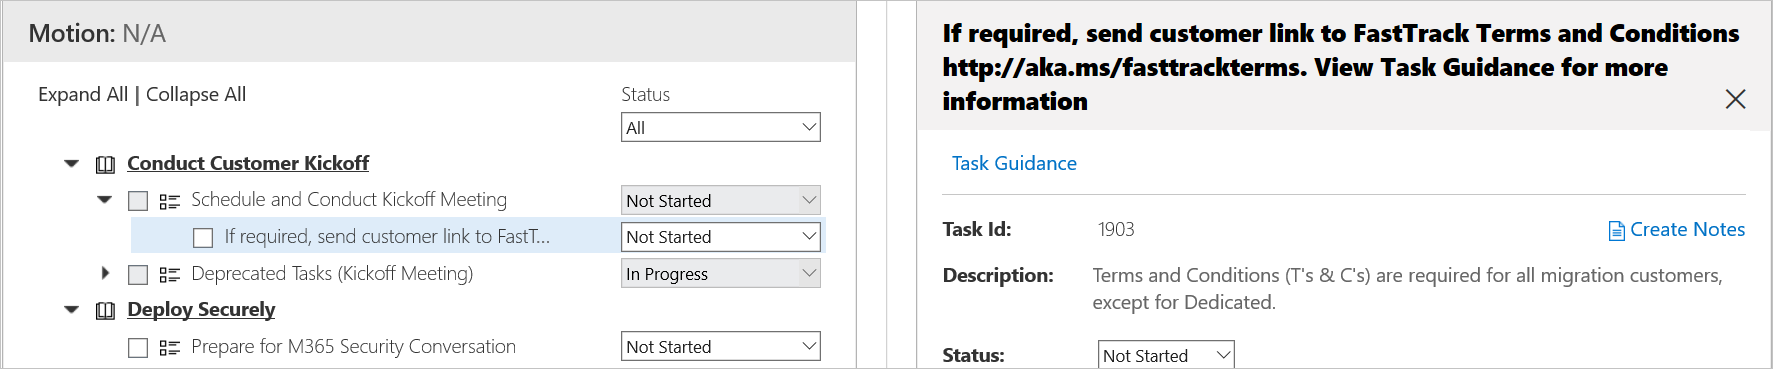 Motion: N/A
Expand All | Collapse All
Status
All
Conduct Customer Kickoff
Schedule and Conduct Kickoff Meeting
Not Started
If required, send customer link to FastT...
Not Started
Deprecated Tasks (Kickoff Meeting)
In Progress
Deploy Securely
Prepare for M365 Security Conversation
Not Started
If required, send customer link to FastTrack Terms and Conditions
http://aka.ms/fasttrackterms. View Task Guidance for more
information
Task Guidance
Task Id:
1903
Create Notes
Description:
Terms and Conditions (T's & C's) are required for all migration customers,
except for Dedicated.
Status:
Not Started